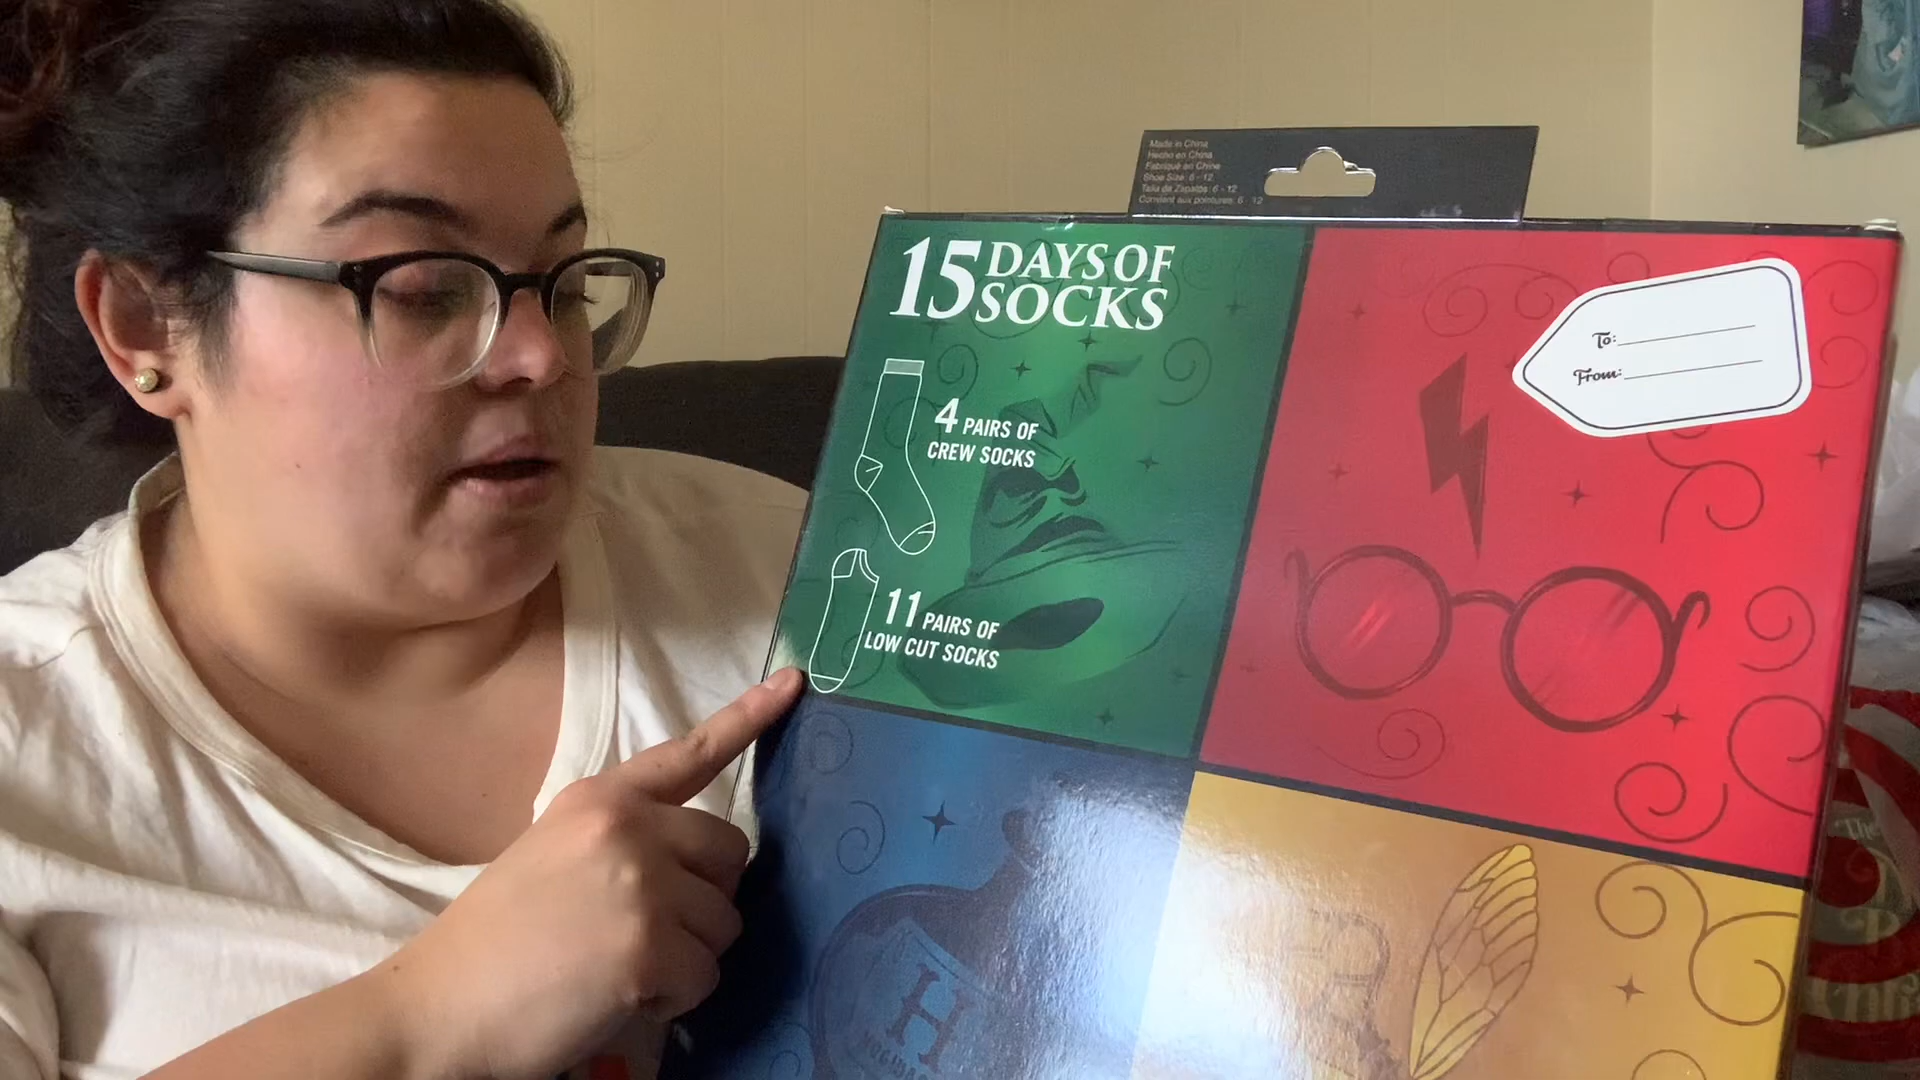 Made in China
Hecho en China
Fabriqué en Chine
Shoe Size: 6 - 12
Talla de Zapatos: 6 - 12
Convient aux pointures: 6 - 12
15 DAYS OF
SOCKS
To:
From:
4 PAIRS OF
CREW SOCKS
11 PAIRS OF
LOW CUT SOCKS
H
The